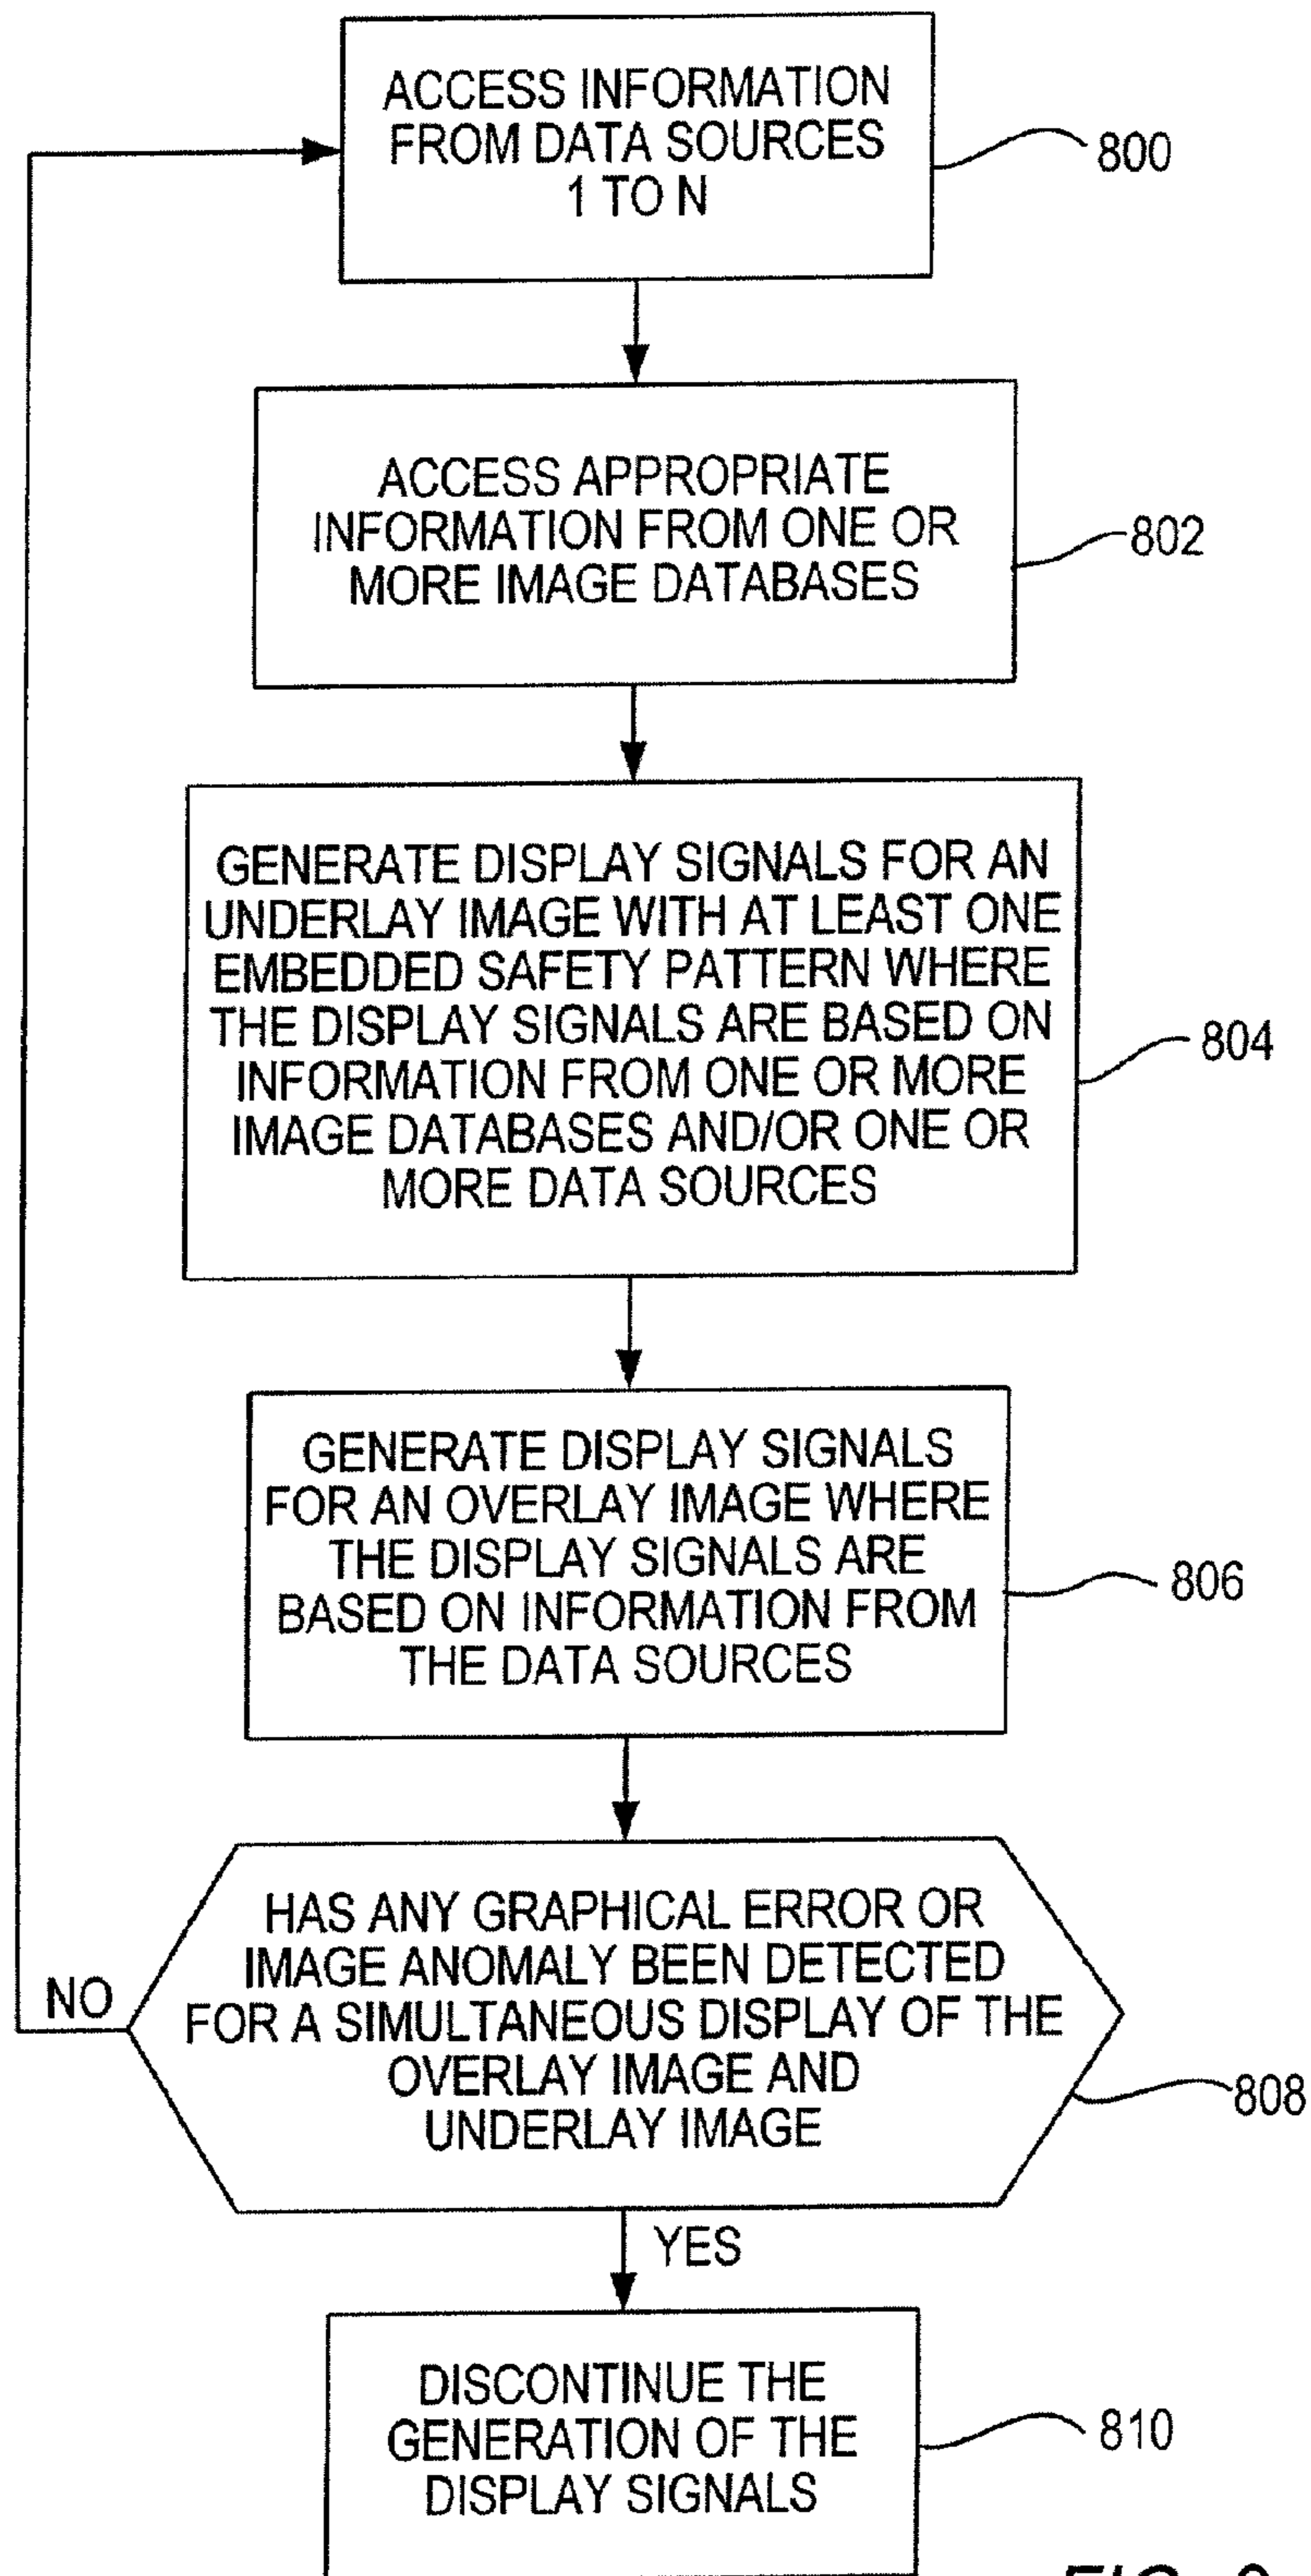 ACCESS INFORMATION
FROM DATA SOURCES
1 TO N
800
ACCESS APPROPRIATE
INFORMATION FROM ONE OR
MORE IMAGE DATABASES
802
GENERATE DISPLAY SIGNALS FOR AN
UNDERLAY IMAGE WITH AT LEAST ONE
EMBEDDED SAFETY PATTERN WHERE
THE DISPLAY SIGNALS ARE BASED ON
INFORMATION FROM ONE OR MORE
IMAGE DATABASES AND/OR ONE OR
MORE DATA SOURCES
804
GENERATE DISPLAY SIGNALS
FOR AN OVERLAY IMAGE WHERE
THE DISPLAY SIGNALS ARE
BASED ON INFORMATION FROM
THE DATA SOURCES
806
HAS ANY GRAPHICAL ERROR OR
IMAGE ANOMALY BEEN DETECTED
FOR A SIMULTANEOUS DISPLAY OF THE
OVERLAY IMAGE AND
UNDERLAY IMAGE
NO
808
YES
DISCONTINUE THE
GENERATION OF THE
DISPLAY SIGNALS
810
FIG.